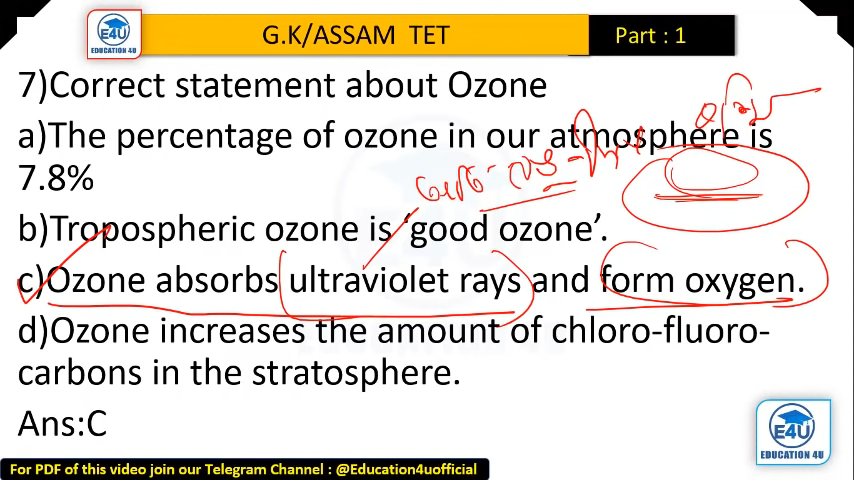 E4U
EDUCATION 4U
G.K/ASSAM TET
Part : 1
7)Correct statement about Ozone
a)The percentage of ozone in our atmosphere is
7.8%
b)Tropospheric ozone is ‘good ozone’.
c)Ozone absorbs ultraviolet rays and form oxygen.
d)Ozone increases the amount of chloro-fluoro-
carbons in the stratosphere.
Ans:C
E4U
EDUCATION 4U
For PDF of this video join our Telegram Channel : @Education4uofficial